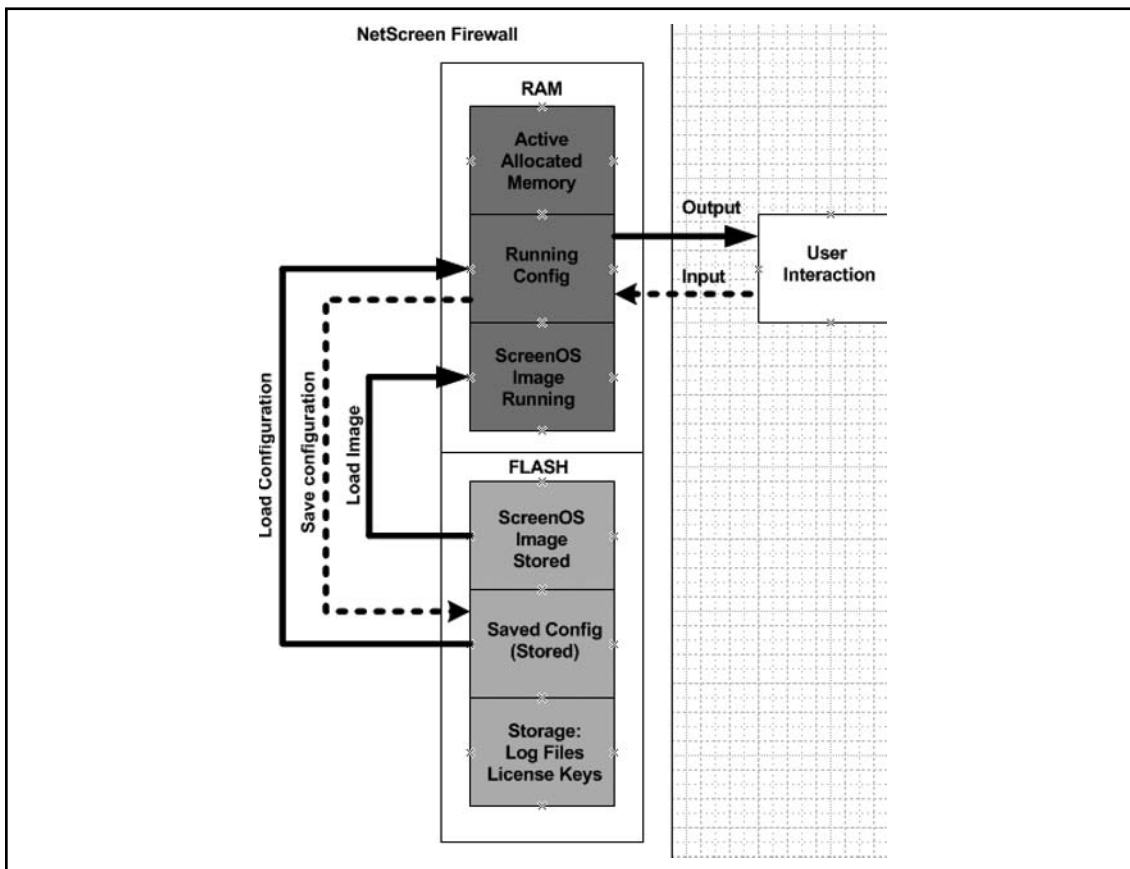 NetScreen Firewall
RAM
Active
Allocated
Memory
Output
Running
Config
User
Interaction
Input
ScreenOS
Image
Running
Load Configuration
Save configuration
Load Image
FLASH
ScreenOS
Image
Stored
Saved Config
(Stored)
Storage:
Log Files
License Keys